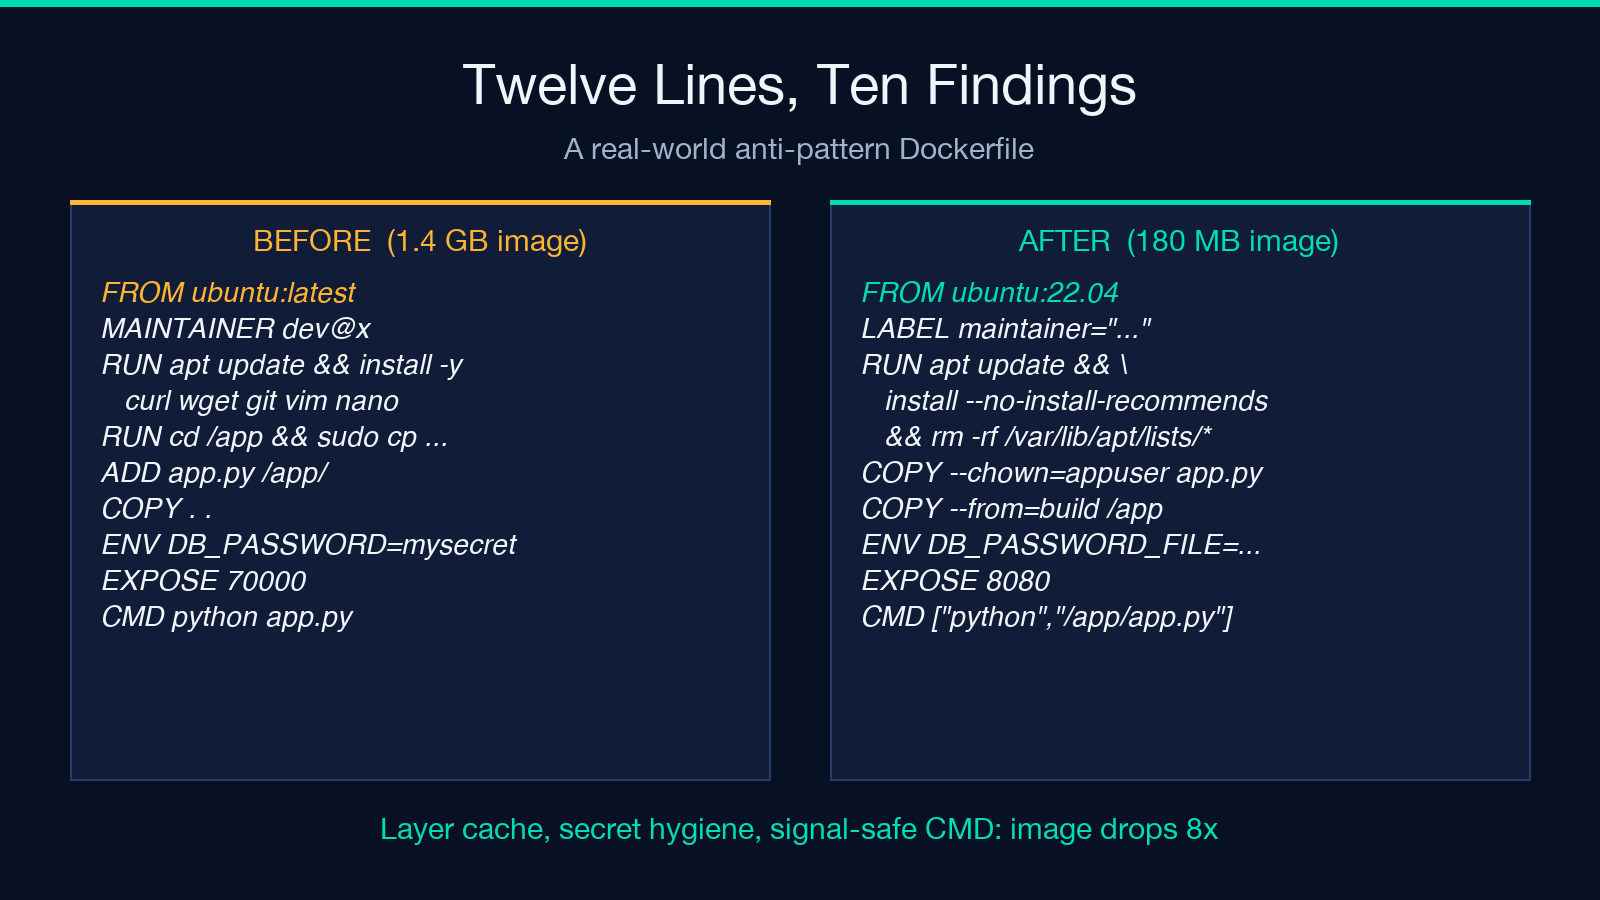 Twelve Lines, Ten Findings
A real-world anti-pattern Dockerfile
BEFORE (1.4 GB image)
FROM ubuntu:latest
MAINTAINER dev@x
RUN apt update && install -y
curl wget git vim nano
RUN cd /app && sudo cp ...
ADD app.py /app/
COPY . .
ENV DB_PASSWORD=mysecret
EXPOSE 70000
CMD python app.py
AFTER (180 MB image)
FROM ubuntu:22.04
LABEL maintainer="..."
RUN apt update && \
install --no-install-recommends
&& rm -rf /var/lib/apt/lists/*
COPY --chown=appuser app.py
COPY --from=build /app
ENV DB_PASSWORD_FILE=...
EXPOSE 8080
CMD ["python","/app/app.py"]
Layer cache, secret hygiene, signal-safe CMD: image drops 8x